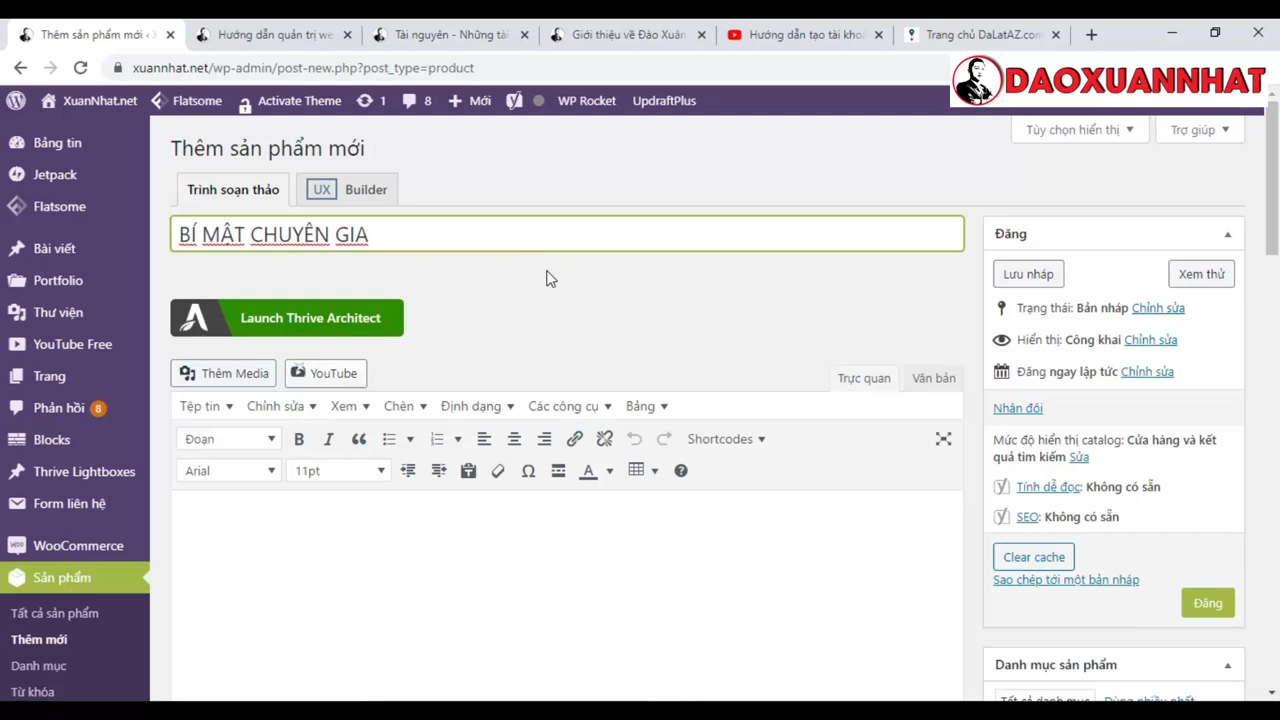 Thêm sản phẩm mới ‹
Hướng dẫn quản trị we
Tài nguyên - Những tài
Giới thiệu về Đào Xuân
Hướng dẫn tạo tài khoả
Trang chủ DaLatAZ.com
xuannhat.net/wp-admin/post-new.php?post_type=product
DAOXUANNHAT
XuanNhat.net
Flatsome
Activate Theme
1
8
Mới
WP Rocket
UpdraftPlus
Tùy chọn hiển thị
Trợ giúp
Bảng tin
Jetpack
Flatsome
Bài viết
Portfolio
Thư viện
YouTube Free
Trang
Phản hồi 8
Blocks
Thrive Lightboxes
Form liên hệ
WooCommerce
Sản phẩm
Tất cả sản phẩm
Thêm mới
Danh mục
Từ khóa
Thêm sản phẩm mới
Trình soạn thảo
UX Builder
BÍ MẬT CHUYÊN GIA
Launch Thrive Architect
Thêm Media
YouTube
Trực quan
Văn bản
Tệp tin
Chỉnh sửa
Xem
Chèn
Định dạng
Các công cụ
Bảng
Đoạn
B
I
Shortcodes
Arial
11pt
Ω
A
Đăng
Lưu nháp
Xem thử
Trạng thái: Bản nháp Chỉnh sửa
Hiển thị: Công khai Chỉnh sửa
Đăng ngay lập tức Chỉnh sửa
Nhân đôi
Mức độ hiển thị catalog: Cửa hàng và kết
quả tìm kiếm Sửa
Tính dễ đọc: Không có sẵn
SEO: Không có sẵn
Clear cache
Sao chép tới một bản nháp
Đăng
Danh mục sản phẩm
Tất cả danh mục
Dùng nhiều nhất